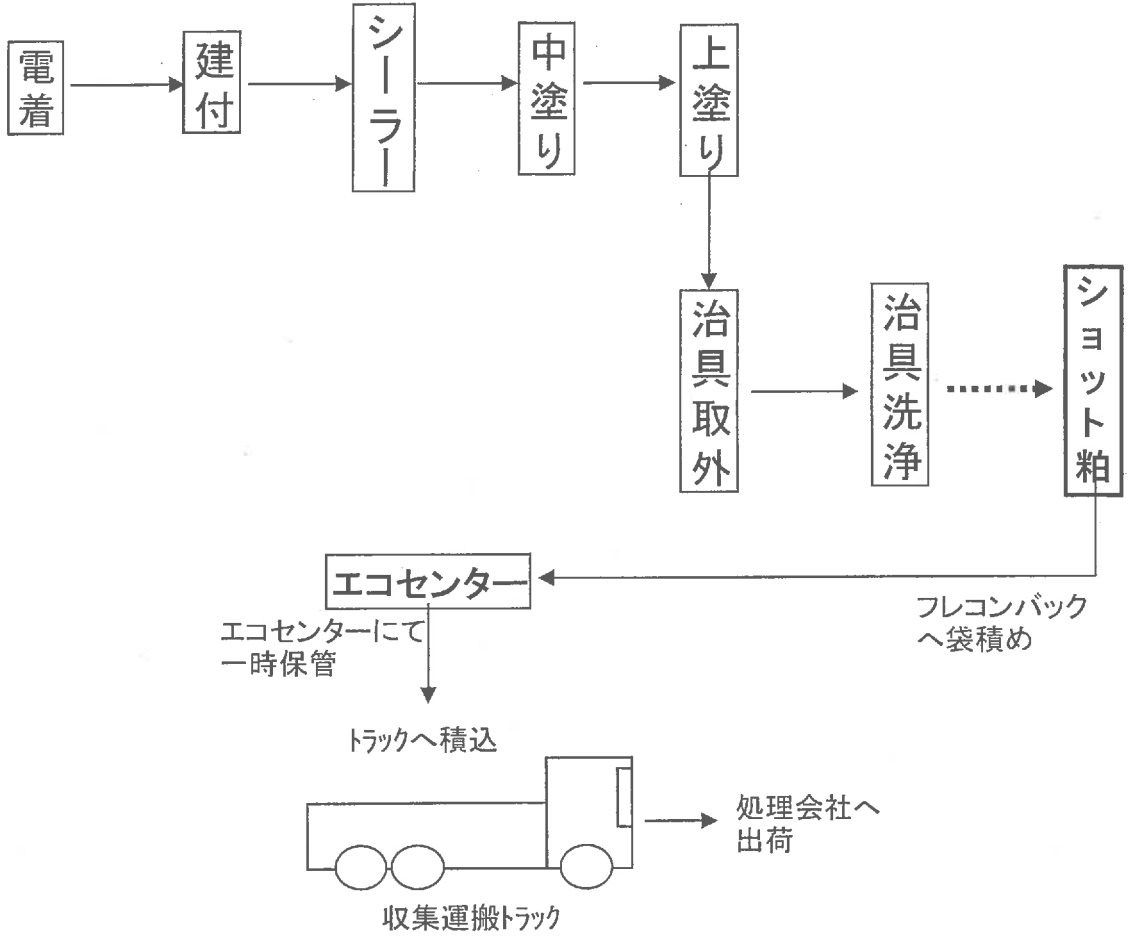 電着
建付
シーラー
中塗り
上塗り
治具取外
治具洗浄
ショット粕
エコセンター
フレコンバック
へ袋積め
エコセンターにて
一時保管
トラックへ積込
処理会社へ
出荷
収集運搬トラック